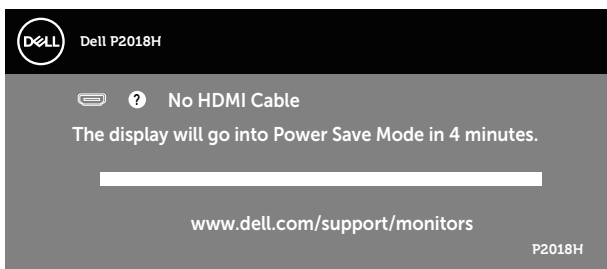 DELL
Dell P2018H
? No HDMI Cable
The display will go into Power Save Mode in 4 minutes.
www.dell.com/support/monitors
P2018H